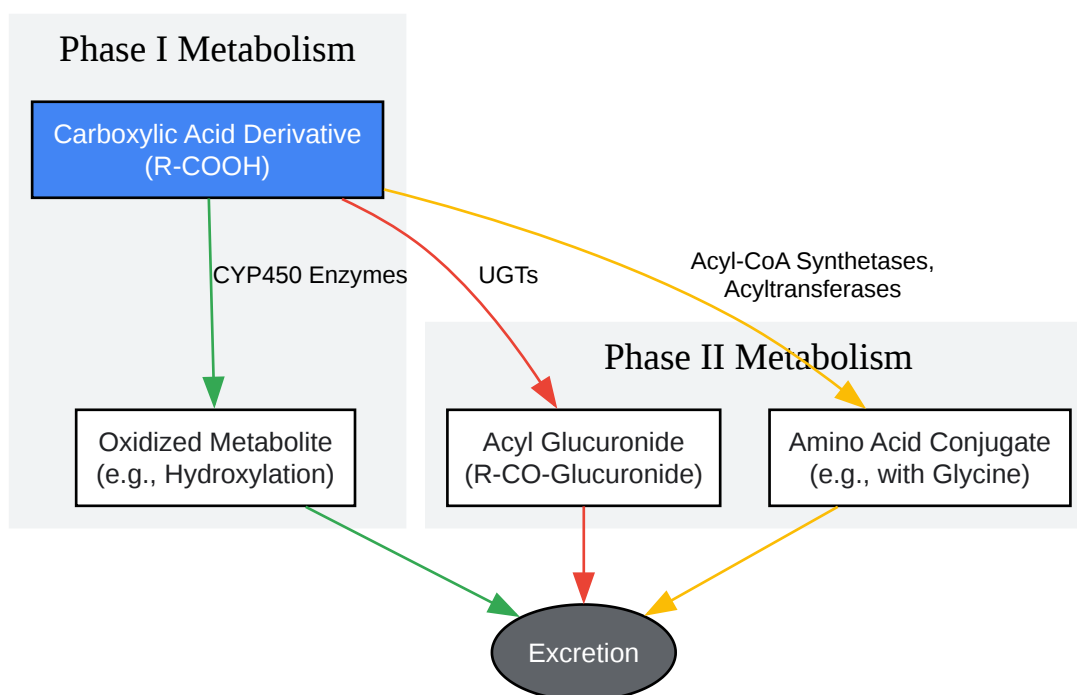 Phase I Metabolism
Carboxylic Acid Derivative
(R-COOH)
CYP450 Enzymes
UGTs
Acyl-CoA Synthetases,
Acyltransferases
Phase II Metabolism
Oxidized Metabolite
(e.g., Hydroxylation)
Acyl Glucuronide
(R-CO-Glucuronide)
Amino Acid Conjugate
(e.g., with Glycine)
Excretion